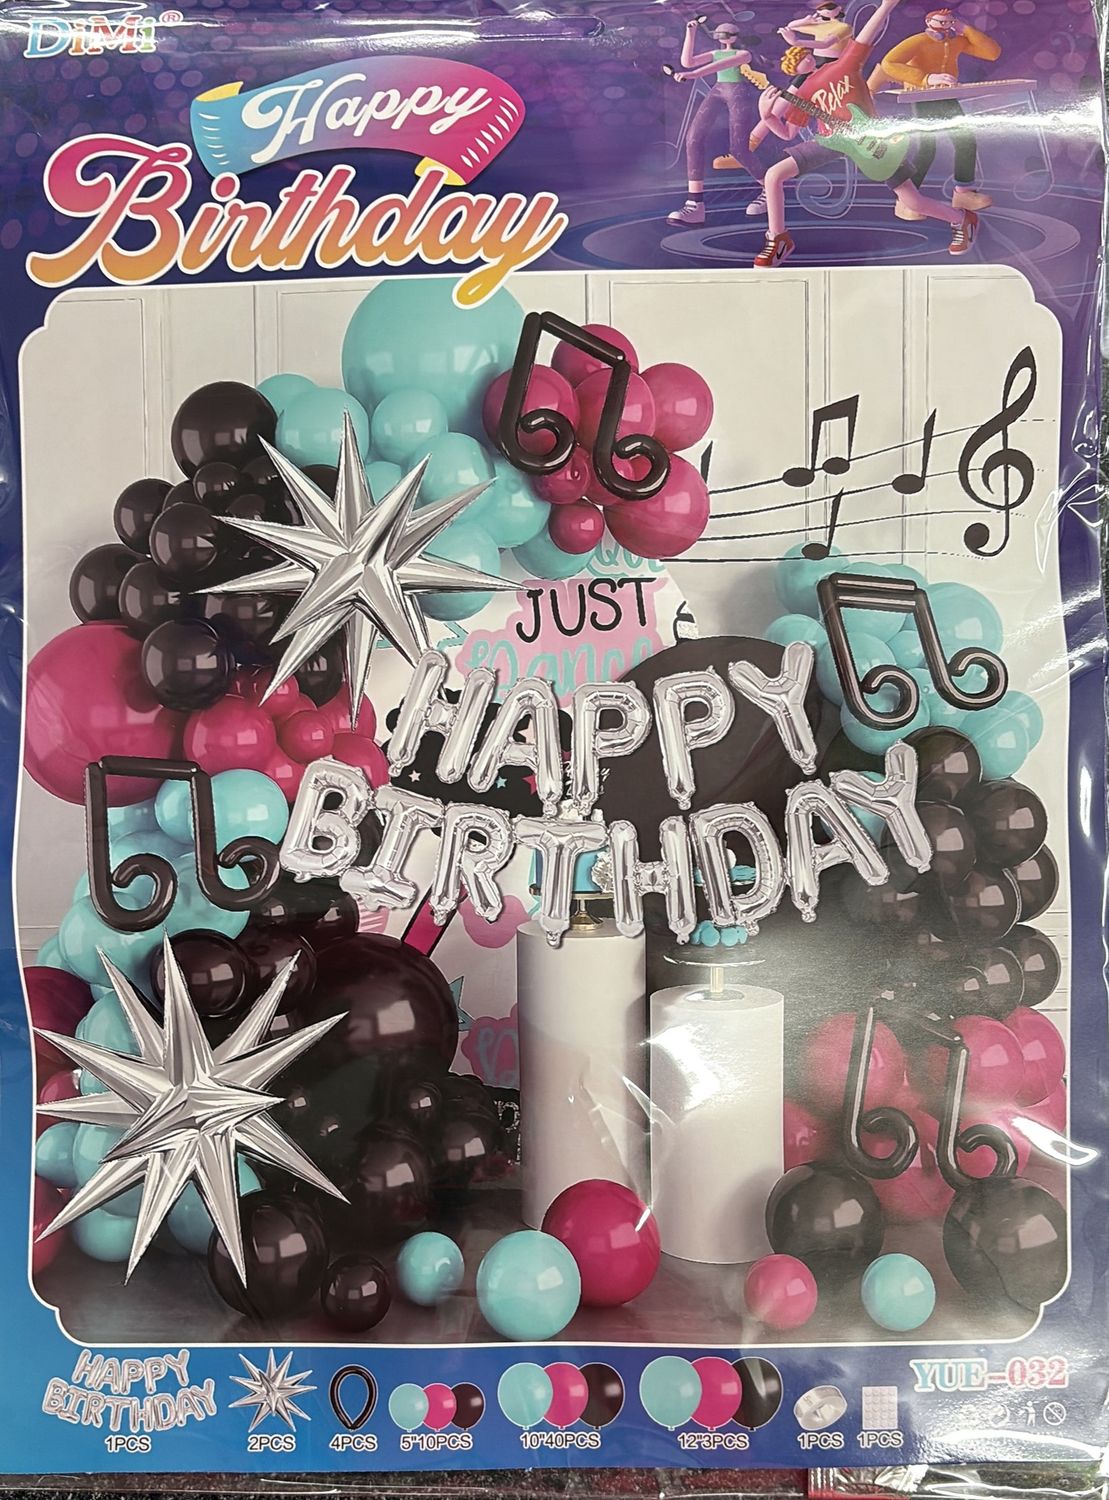 DiMi®
Happy
Birthday
Relax
JUST
Dance
HAPPY
BIRTHDAY
YUE-032
HAPPY
BIRTHDAY
1PCS
2PCS
4PCS
5"10PCS
10"40PCS
12"3PCS
1PCS
1PCS